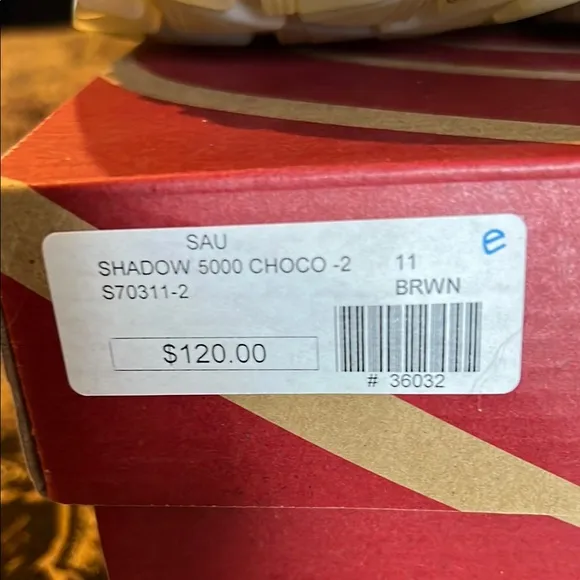 SAU
SHADOW 5000 CHOCO -2 11
S70311-2 BRWN
$120.00
# 36032
e